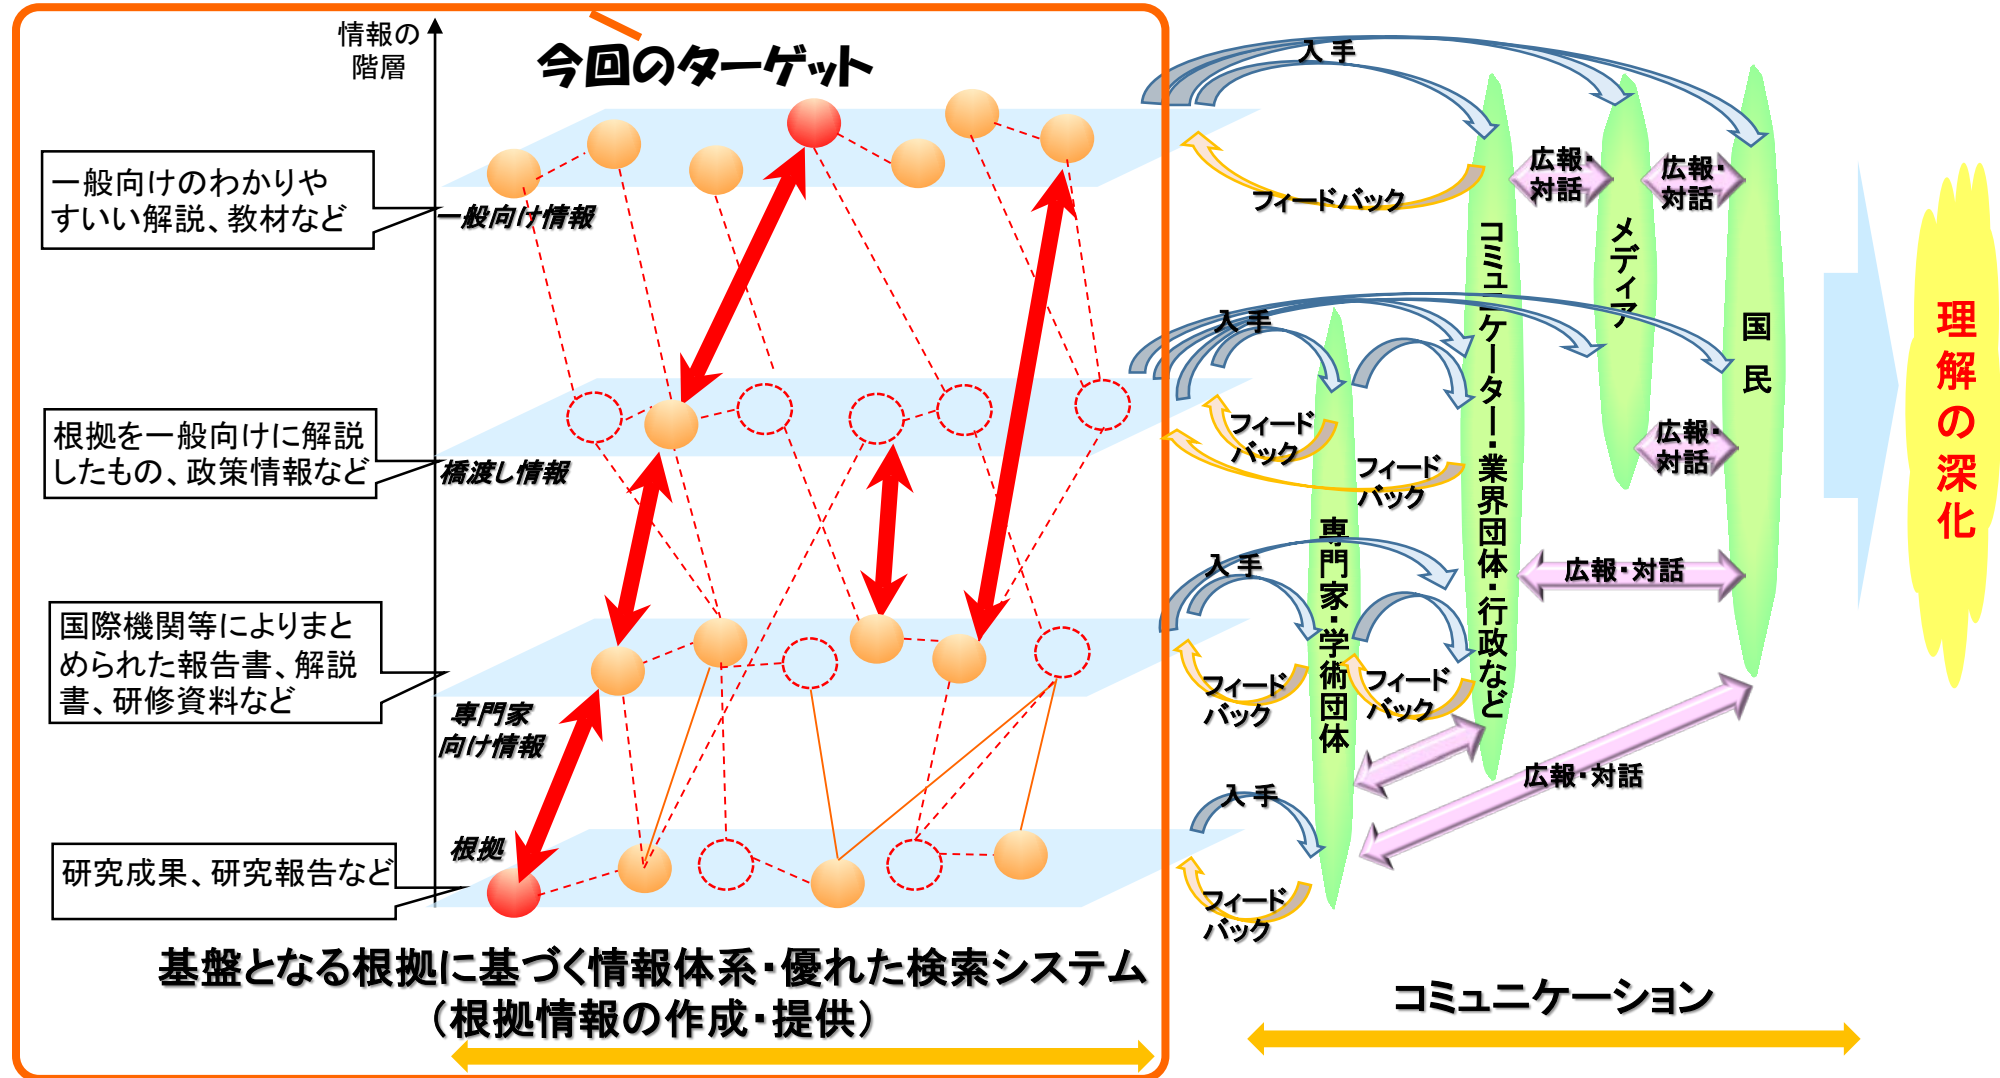 情報の
階層
今回のターゲット
一般向けのわかりや
すいい解説、教材など
一般向け情報
根拠を一般向けに解説
したもの、政策情報など
橋渡し情報
国際機関等によりまと
められた報告書、解説
書、研修資料など
専門家
向け情報
研究成果、研究報告など
根拠
基盤となる根拠に基づく情報体系・優れた検索システム
（根拠情報の作成・提供）
入手
フィードバック
広報・
対話
広報・
対話
入手
フィード
バック
フィード
バック
広報・
対話
入手
フィード
バック
フィード
バック
広報・対話
入手
フィード
バック
広報・対話
専門家・学術団体
コミュニケーター・業界団体・行政など
メディア
国民
理解の深化
コミュニケーション